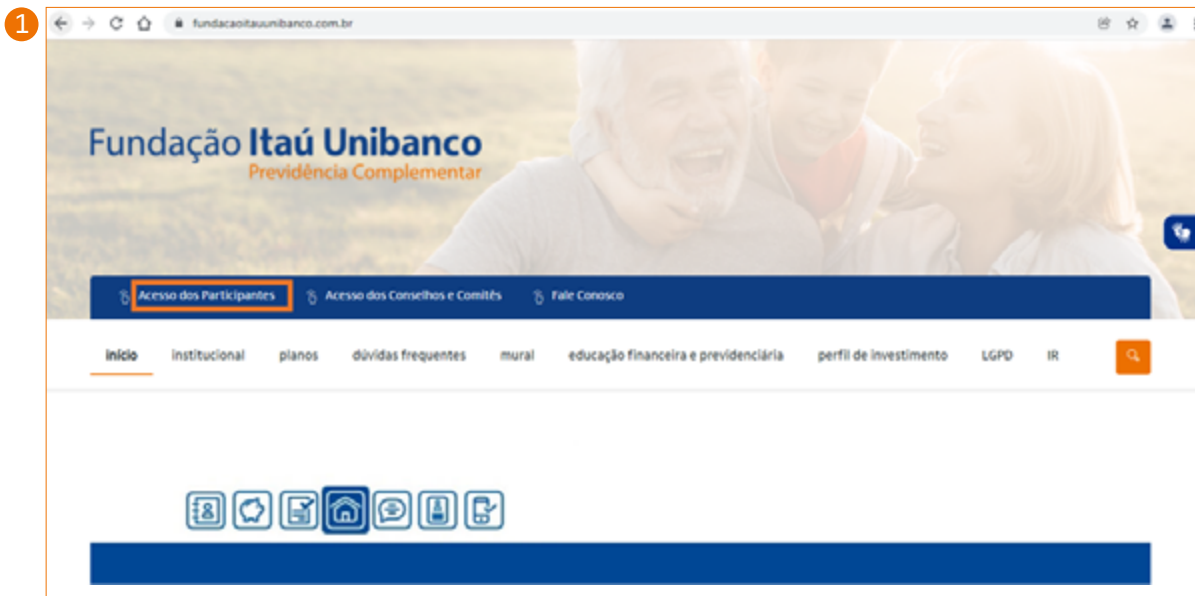 1
fundacaoitauunibanco.com.br
Fundação Itaú Unibanco
Previdência Complementar
Acesso dos Participantes Acesso dos Conselhos e Comitês Fale Conosco
início institucional planos dúvidas frequentes mural educação financeira e previdenciária perfil de investimento LGPD IR